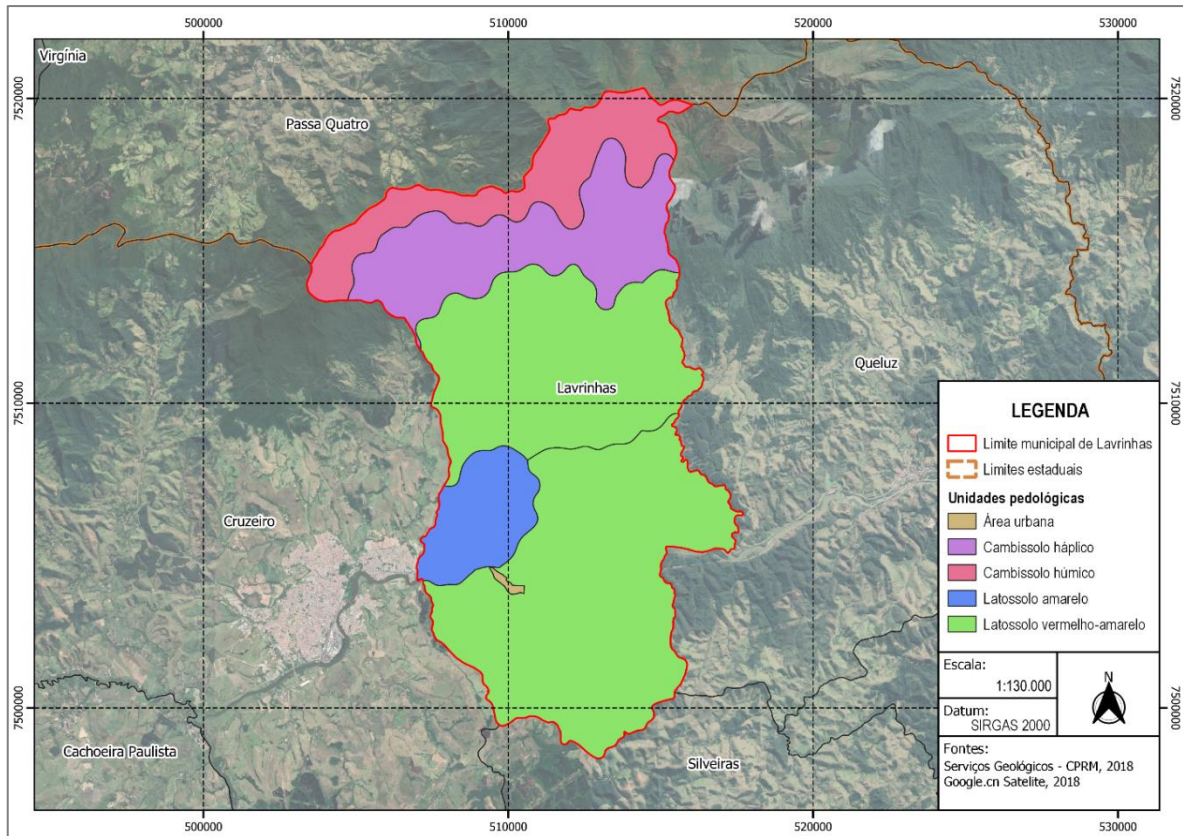 500000
510000
520000
530000
Virgínia
7520000
7520000
Passa Quatro
Queluz
Lavrinhas
7510000
7510000
Cruzeiro
7500000
7500000
Cachoeira Paulista
Silveiras
LEGENDA
Limite municipal de Lavrinhas
Limites estaduais
Unidades pedológicas
Área urbana
Cambissolo háplico
Cambissolo húmico
Latossolo amarelo
Latossolo vermelho-amarelo
Escala:
1:130.000
N
Datum:
SIRGAS 2000
Fontes:
Serviços Geológicos - CPRM, 2018
Google.cn Satelite, 2018
500000
510000
520000
530000